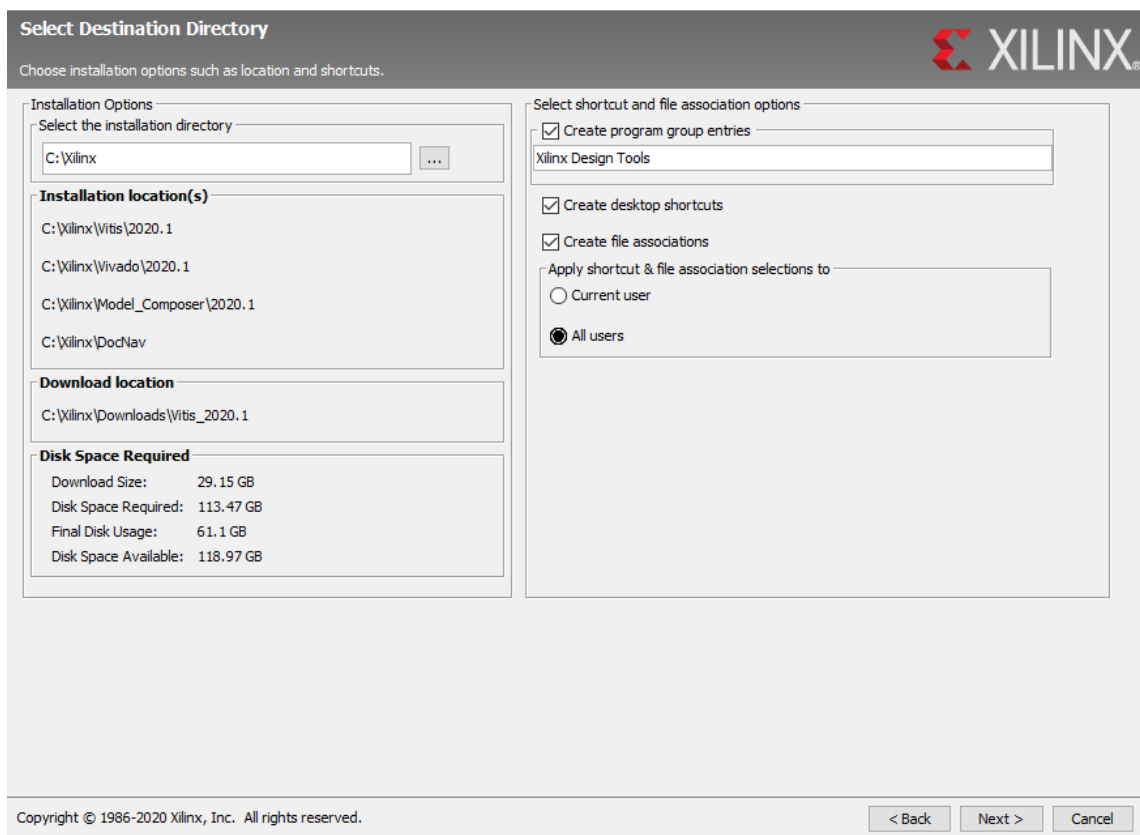 Select Destination Directory
Choose installation options such as location and shortcuts.
XILINX®
Installation Options
Select the installation directory
C:\Xilinx
...
Installation location(s)
C:\Xilinx\Vitis\2020.1
C:\Xilinx\Vivado\2020.1
C:\Xilinx\Model_Composer\2020.1
C:\Xilinx\DocNav
Download location
C:\Xilinx\Downloads\Vitis_2020.1
Disk Space Required
Download Size: 29.15 GB
Disk Space Required: 113.47 GB
Final Disk Usage: 61.1 GB
Disk Space Available: 118.97 GB
Select shortcut and file association options
Create program group entries
Xilinx Design Tools
Create desktop shortcuts
Create file associations
Apply shortcut & file association selections to
Current user
All users
Copyright © 1986-2020 Xilinx, Inc. All rights reserved.
< Back
Next >
Cancel